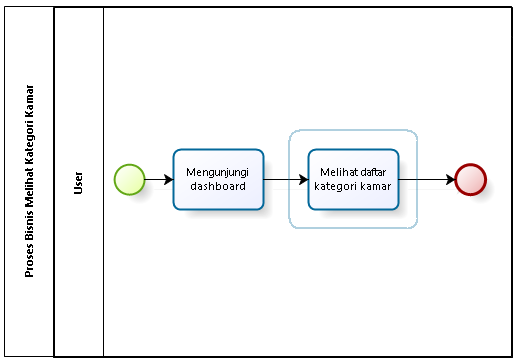 Proses Bisnis Melihat Kategori Kamar
User
Mengunjungi
dashboard
Melihat daftar
kategori kamar